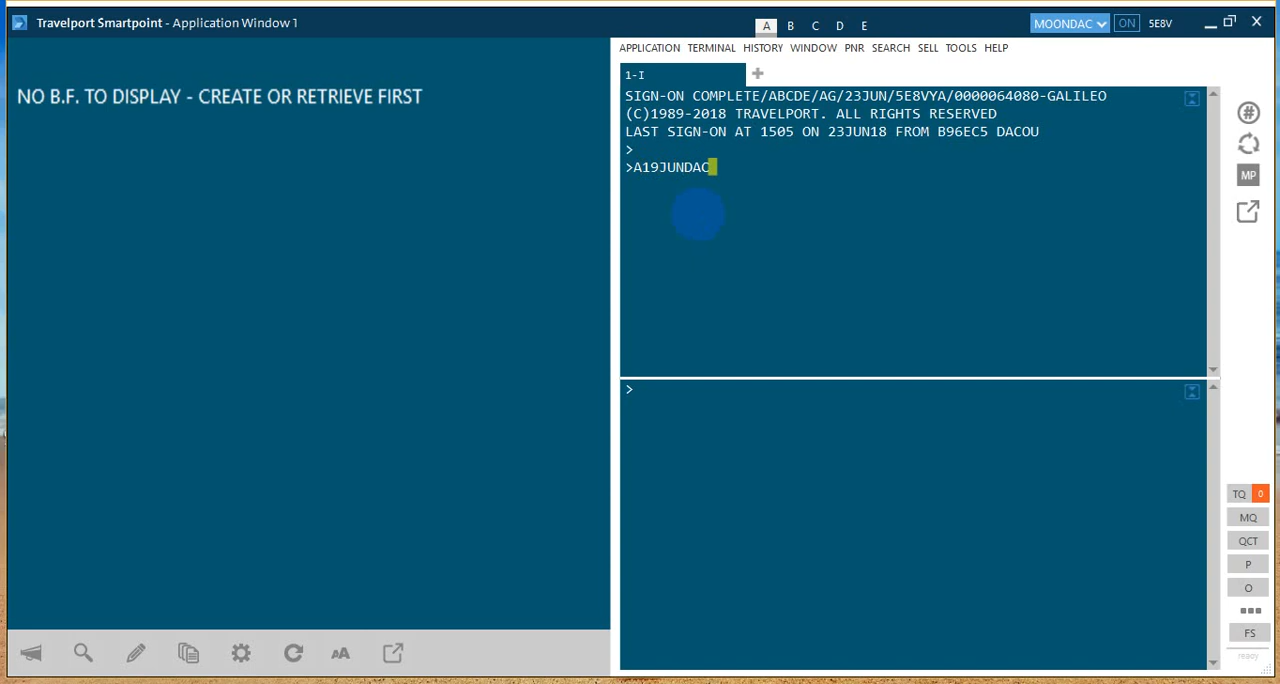 Travelport Smartpoint - Application Window 1
A B C D E
MOONDAC ON 5E8V
APPLICATION TERMINAL HISTORY WINDOW PNR SEARCH SELL TOOLS HELP
1-I
NO B.F. TO DISPLAY - CREATE OR RETRIEVE FIRST
SIGN-ON COMPLETE/ABCDE/AG/23JUN/5E8VYA/0000064080-GALILEO
(C)1989-2018 TRAVELPORT. ALL RIGHTS RESERVED
LAST SIGN-ON AT 1505 ON 23JUN18 FROM B96EC5 DACOU
>
>A19JUNDAC
>
#
MP
TQ 0
MQ
QCT
P
O
FS
ready
AA